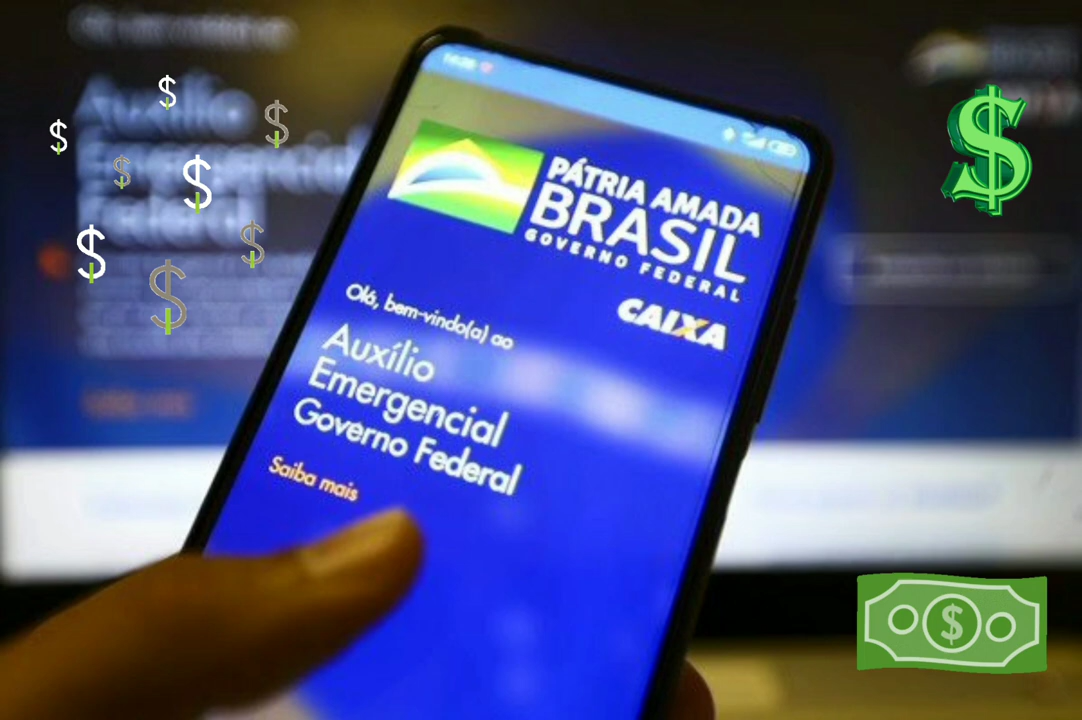 Auxílio
Emergencial
Federal
PÁTRIA AMADA
BRASIL
GOVERNO FEDERAL
CAIXA
Olá, bem-vindo(a) ao
Auxílio
Emergencial
Governo Federal
Saiba mais
$
$
$
$
$
$
$
$
$
$